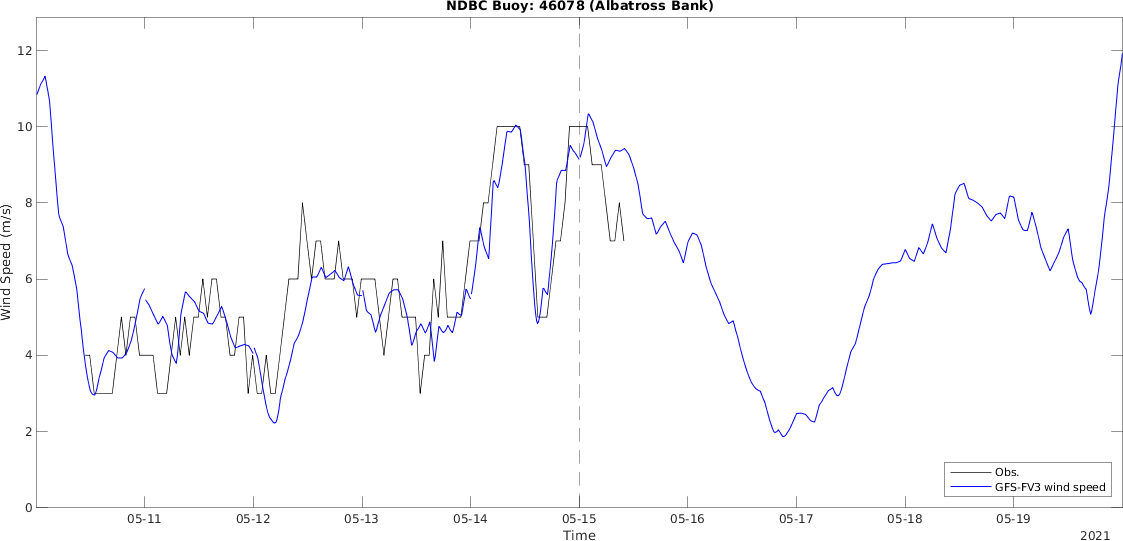 NDBC Buoy: 46078 (Albatross Bank)
12
10
8
6
4
2
0
Wind Speed (m/s)
05-11 05-12 05-13 05-14 05-15 05-16 05-17 05-18 05-19
Time
2021
Obs.
GFS-FV3 wind speed